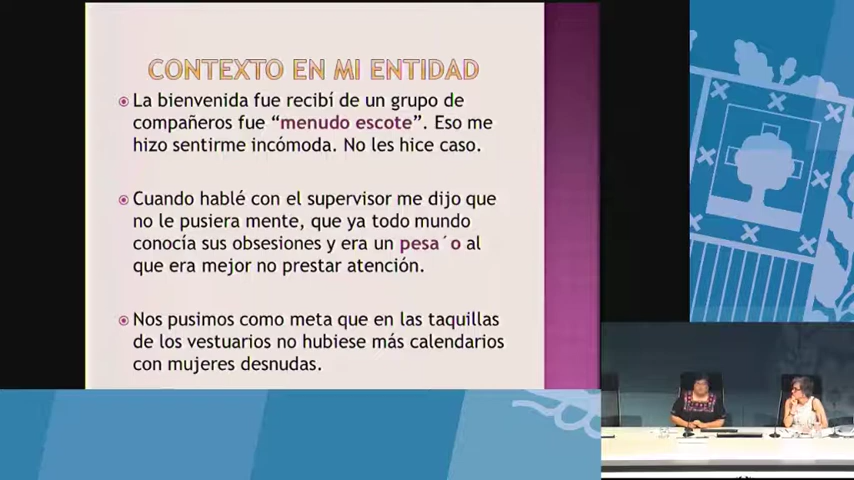 CONTEXTO EN MI ENTIDAD
La bienvenida fue recibí de un grupo de
compañeros fue “menudo escote”. Eso me
hizo sentirme incómoda. No les hice caso.
Cuando hablé con el supervisor me dijo que
no le pusiera mente, que ya todo mundo
conocía sus obsesiones y era un pesa´o al
que era mejor no prestar atención.
Nos pusimos como meta que en las taquillas
de los vestuarios no hubiese más calendarios
con mujeres desnudas.